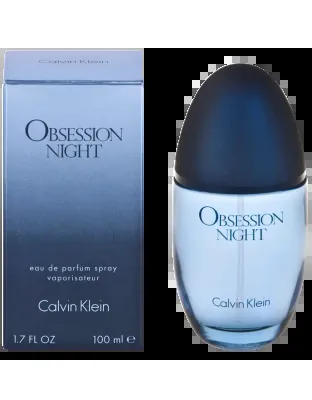 Calvin Klein
OBSESSION
NIGHT
eau de parfum spray
vaporisateur
Calvin Klein
1.7 FL OZ 100 ml ℮
OBSESSION
NIGHT
Calvin Klein